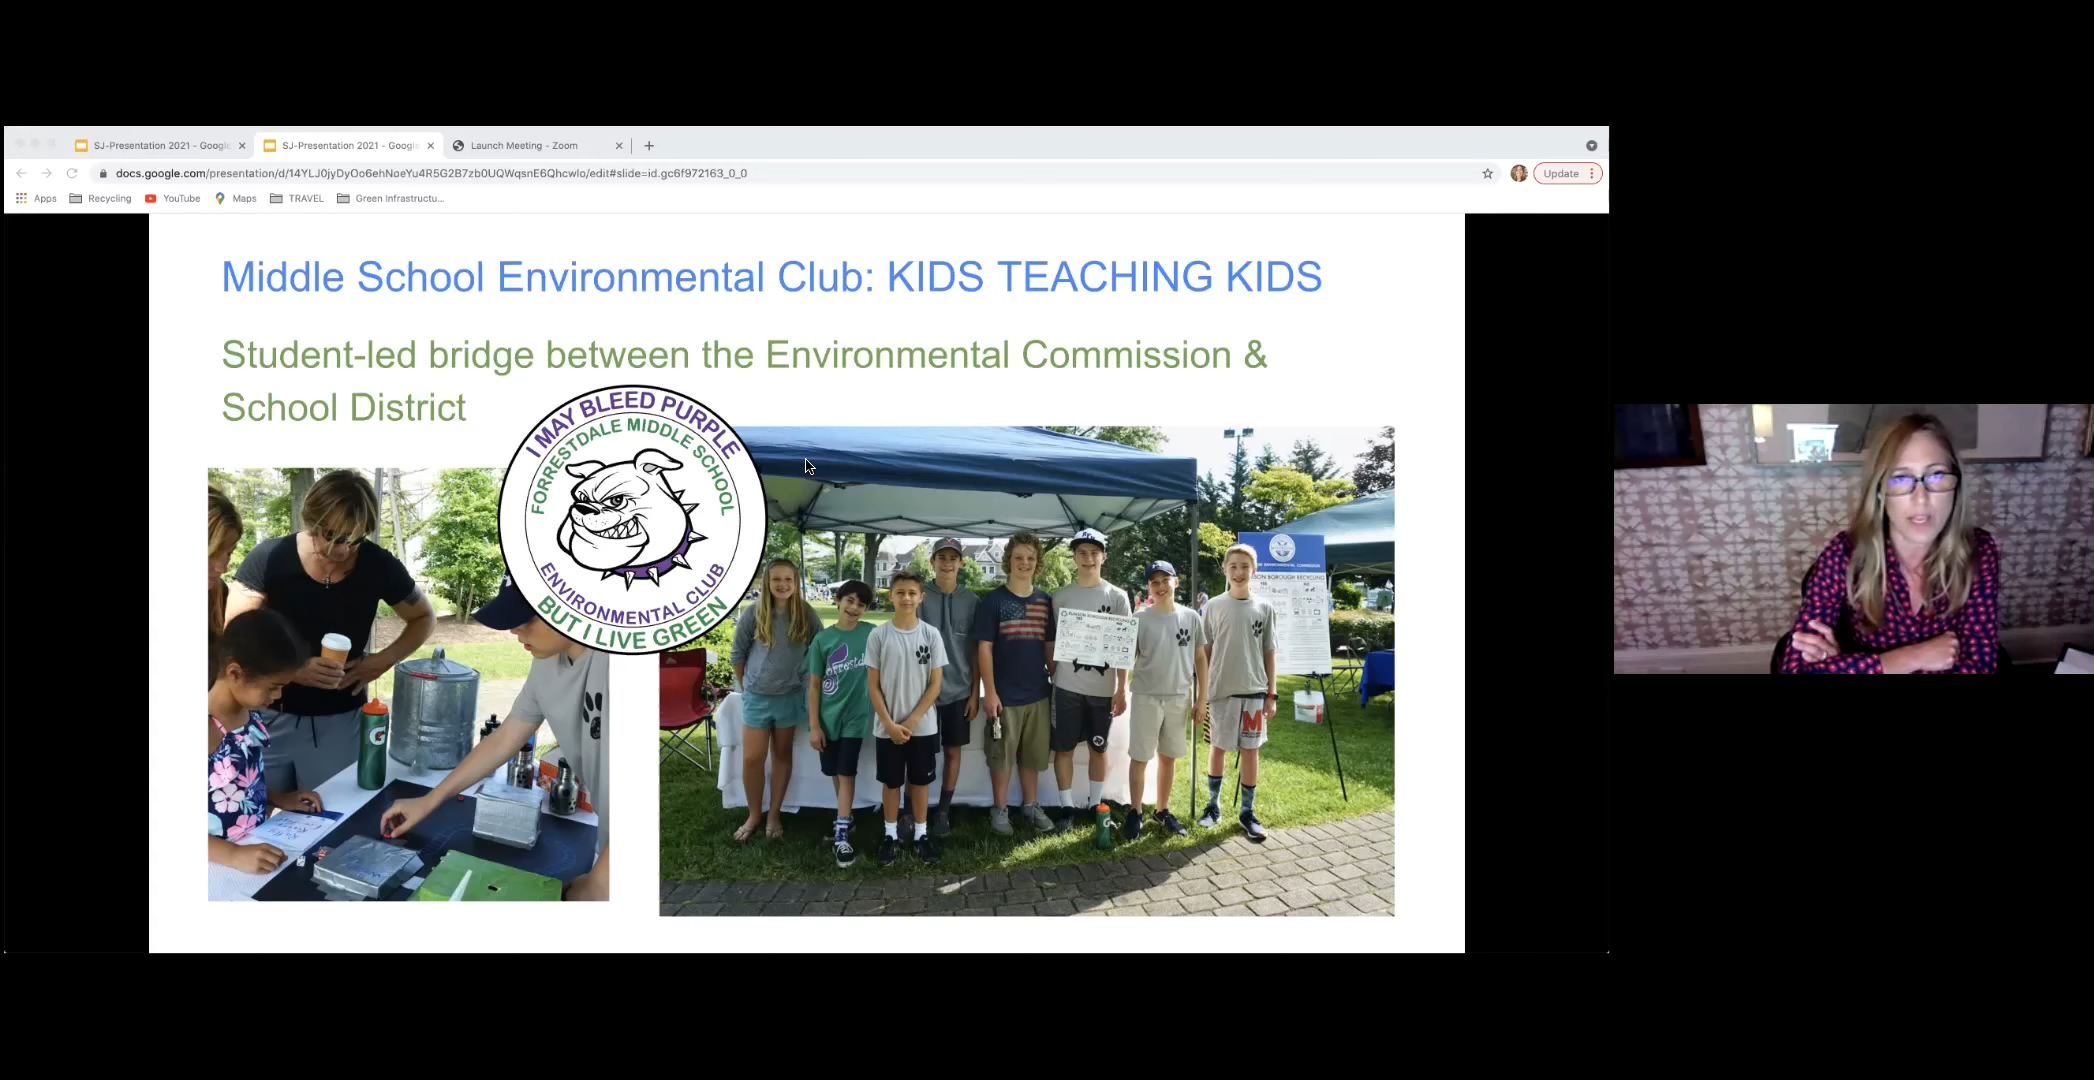 SJ-Presentation 2021 - Google
SJ-Presentation 2021 - Google
Launch Meeting - Zoom
docs.google.com/presentation/d/14YLJ0jyDyOo6ehNoeYu4R5G2B7zb0UQWqsnE6Qhcwlo/edit#slide=id.gc6f972163_0_0
Update
Apps
Recycling
YouTube
Maps
TRAVEL
Green Infrastructu...
Middle School Environmental Club: KIDS TEACHING KIDS
Student-led bridge between the Environmental Commission &
School District
I MAY BLEED PURPLE
FORRESTDALE MIDDLE SCHOOL
ENVIRONMENTAL CLUB
BUT I LIVE GREEN
G
M